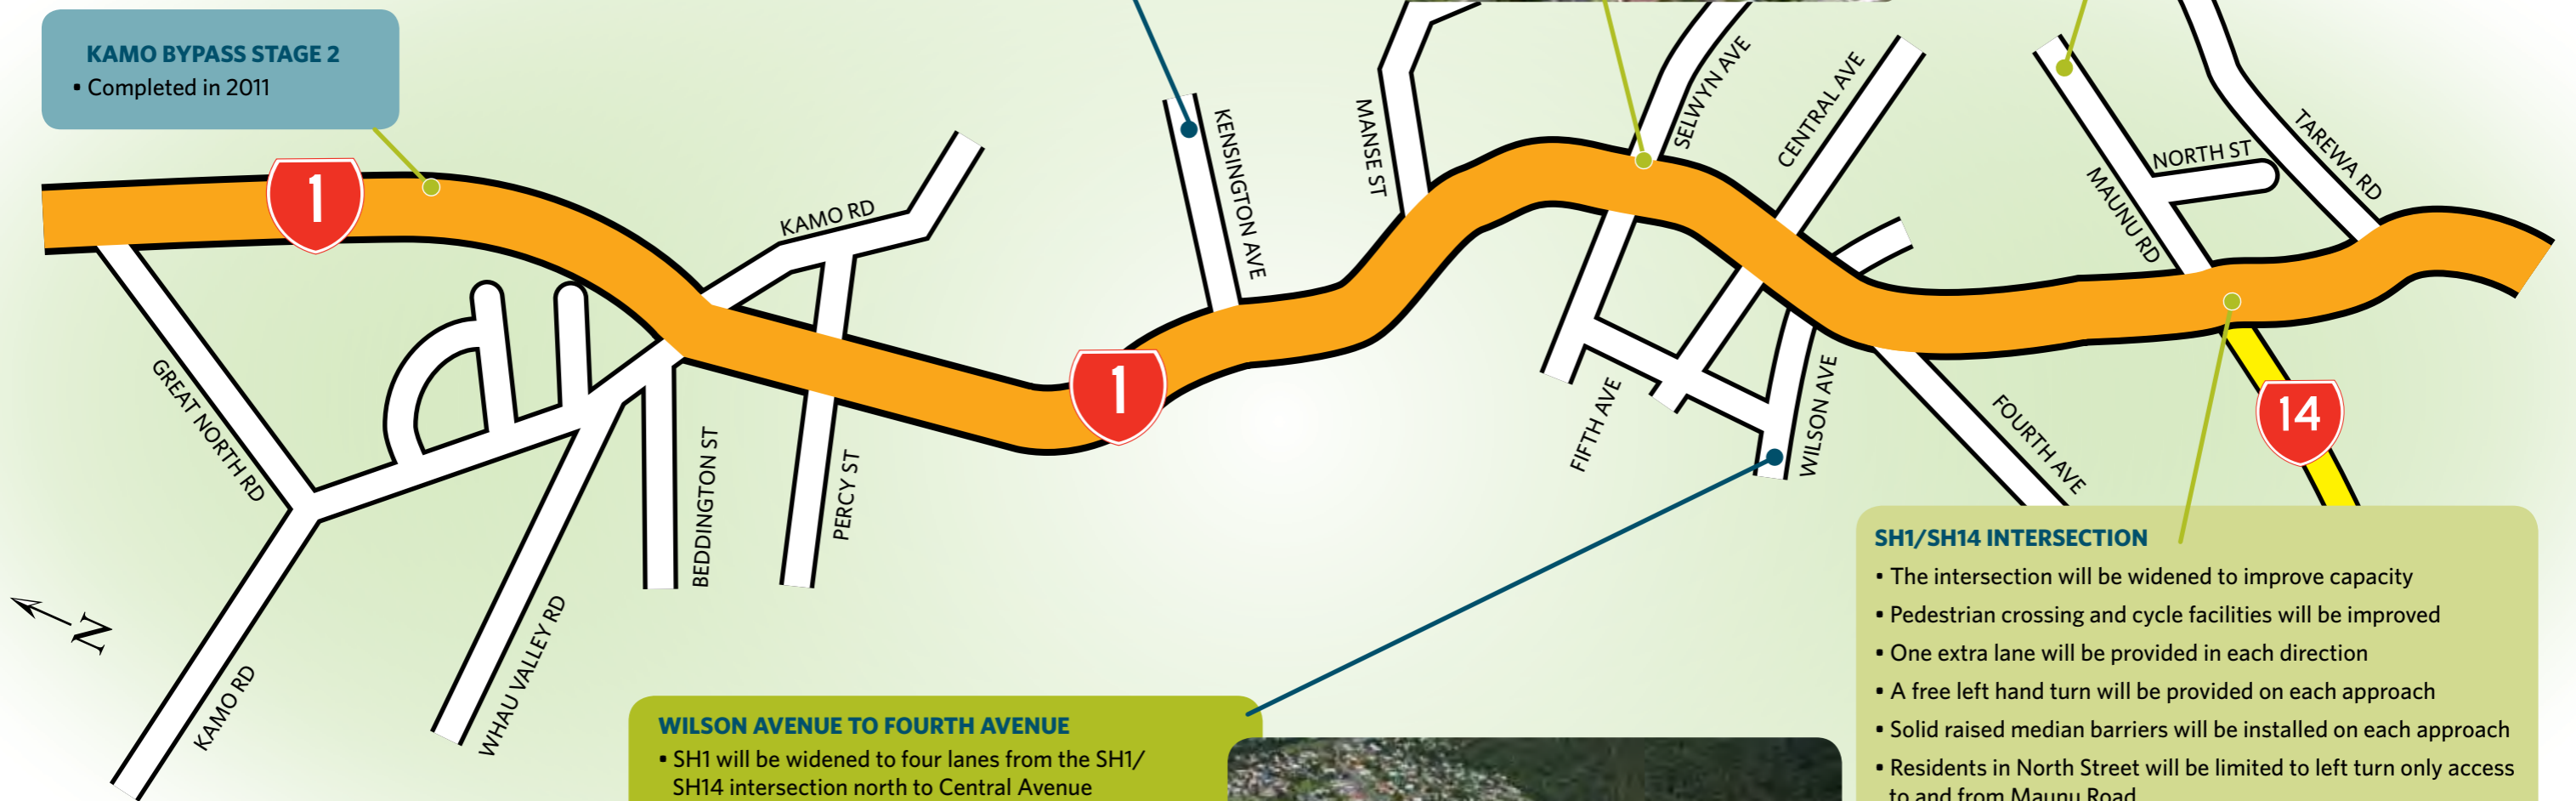 KAMO BYPASS STAGE 2
▪ Completed in 2011
1
GREAT NORTH RD
KAMO RD
WHAU VALLEY RD
BEDDINGTON ST
PERCY ST
KAMO RD
N
1
KENSINGTON AVE
MANSE ST
SELWYN AVE
CENTRAL AVE
FIFTH AVE
WILSON AVE
FOURTH AVE
MAUNU RD
NORTH ST
TAREWA RD
14
WILSON AVENUE TO FOURTH AVENUE
▪ SH1 will be widened to four lanes from the SH1/
SH14 intersection north to Central Avenue
SH1/SH14 INTERSECTION
▪ The intersection will be widened to improve capacity
▪ Pedestrian crossing and cycle facilities will be improved
▪ One extra lane will be provided in each direction
▪ A free left hand turn will be provided on each approach
▪ Solid raised median barriers will be installed on each approach
▪ Residents in North Street will be limited to left turn only access
to and from Maunu Road